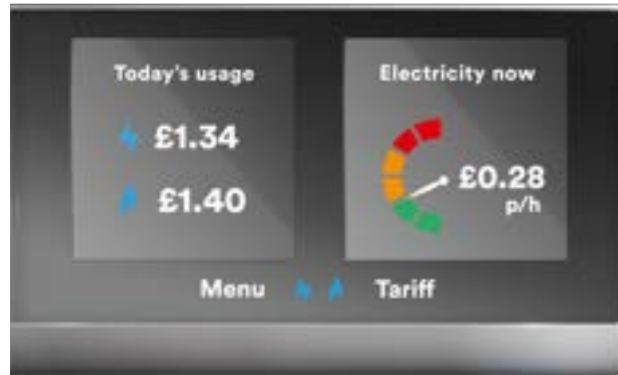 Today's usage
£1.34
£1.40
Electricity now
£0.28
p/h
Menu
Tariff